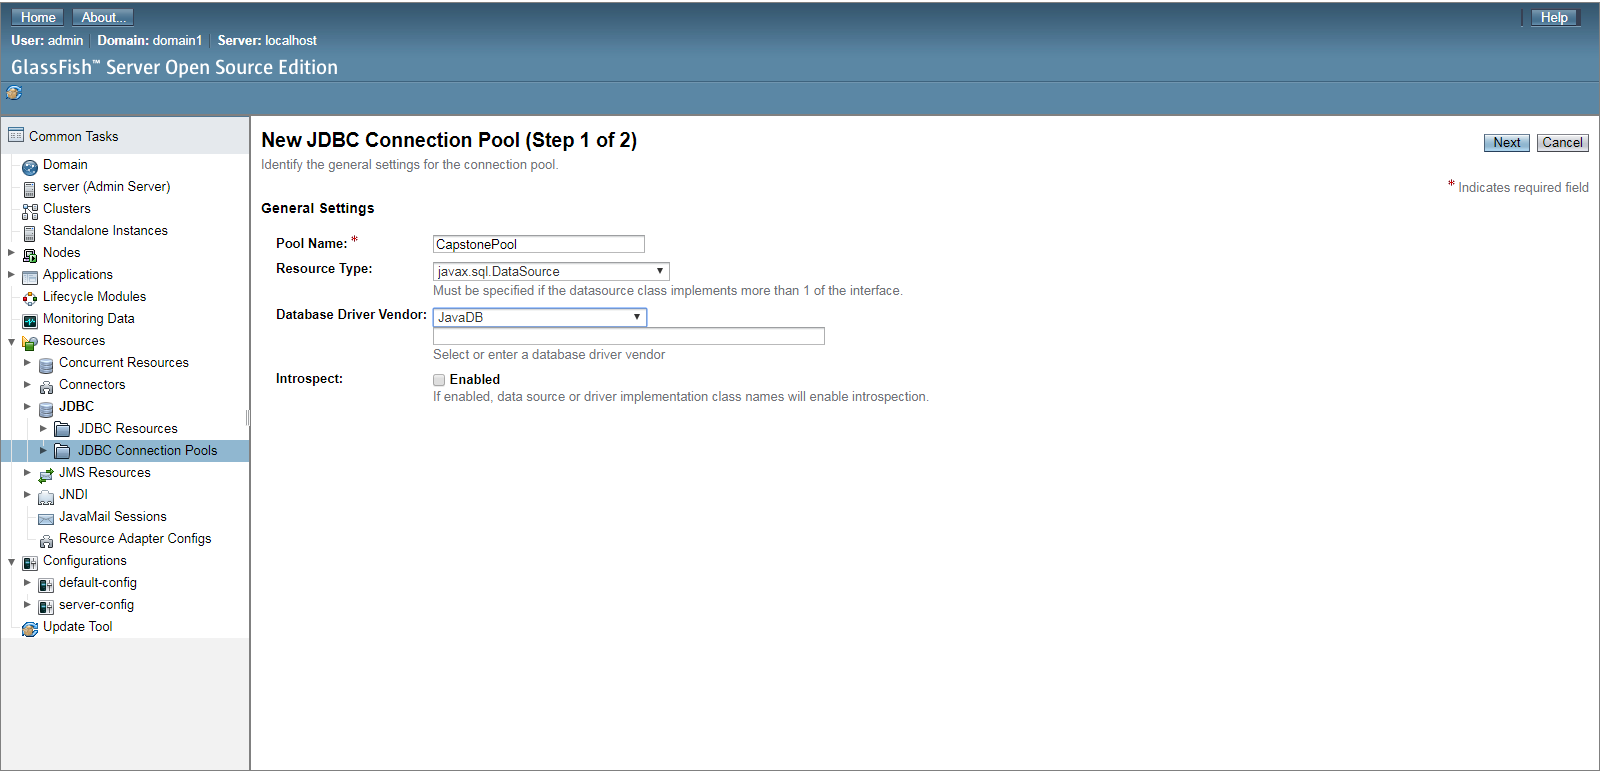 Home About... Help
User: admin Domain: domain1 Server: localhost
GlassFish™ Server Open Source Edition
Common Tasks
Domain
server (Admin Server)
Clusters
Standalone Instances
Nodes
Applications
Lifecycle Modules
Monitoring Data
Resources
Concurrent Resources
Connectors
JDBC
JDBC Resources
JDBC Connection Pools
JMS Resources
JNDI
JavaMail Sessions
Resource Adapter Configs
Configurations
default-config
server-config
Update Tool
New JDBC Connection Pool (Step 1 of 2)
Next Cancel
Identify the general settings for the connection pool.
* Indicates required field
General Settings
Pool Name: * CapstonePool
Resource Type: javax.sql.DataSource
Must be specified if the datasource class implements more than 1 of the interface.
Database Driver Vendor: JavaDB
Select or enter a database driver vendor
Introspect: Enabled
If enabled, data source or driver implementation class names will enable introspection.